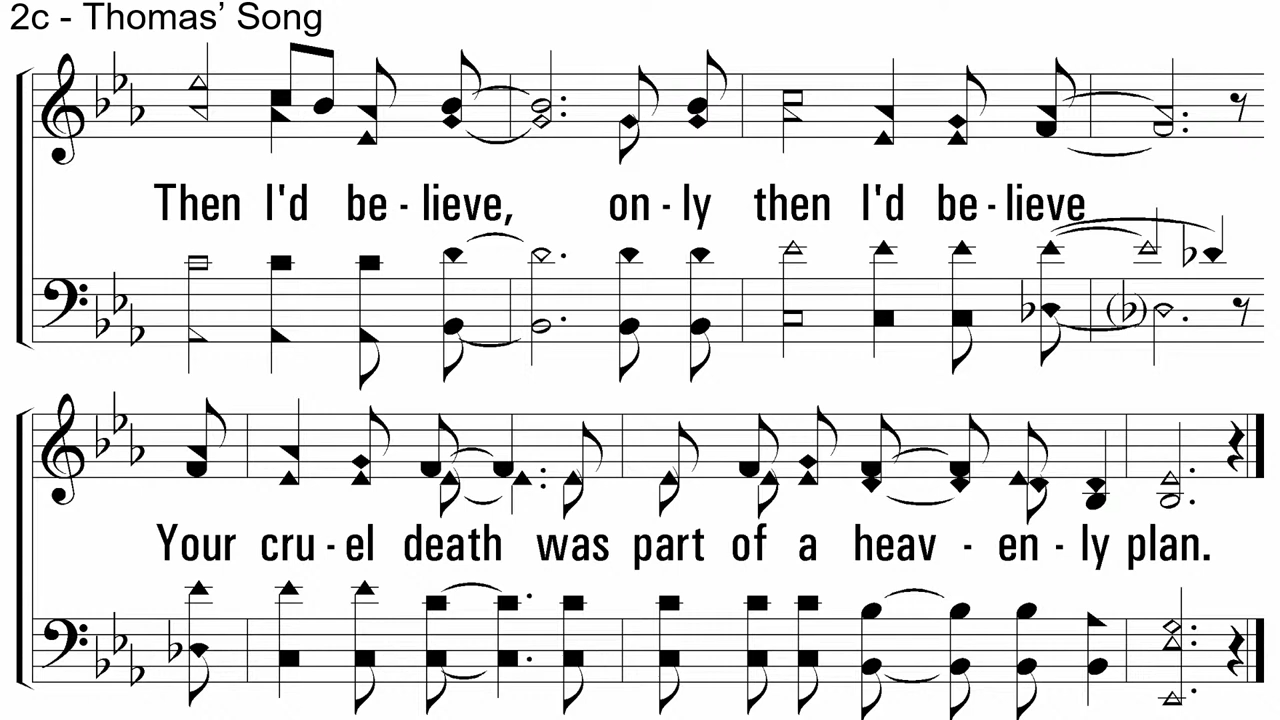 2c - Thomas’ Song
Then I'd be - lieve, on - ly then I'd be - lieve
Your cru - el death was part of a heav - en - ly plan.